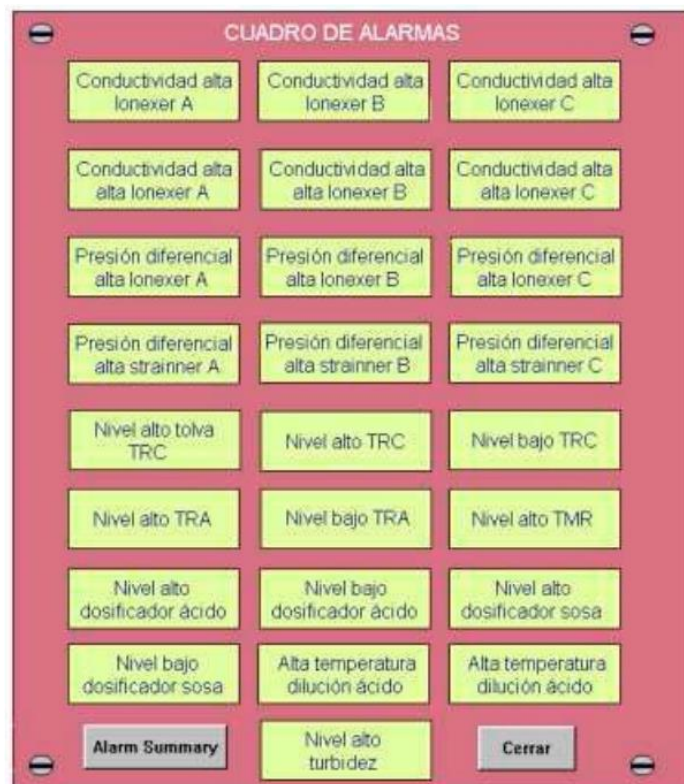 CUADRO DE ALARMAS
Conductividad alta
Ionexer A
Conductividad alta
Ionexer B
Conductividad alta
Ionexer C
Conductividad alta
alta Ionexer A
Conductividad alta
alta Ionexer B
Conductividad alta
alta Ionexer C
Presión diferencial
alta Ionexer A
Presión diferencial
alta Ionexer B
Presión diferencial
alta Ionexer C
Presión diferencial
alta strainner A
Presión diferencial
alta strainner B
Presión diferencial
alta strainner C
Nivel alto tolva
TRC
Nivel alto TRC
Nivel bajo TRC
Nivel alto TRA
Nivel bajo TRA
Nivel alto TMR
Nivel alto
dosificador ácido
Nivel bajo
dosificador ácido
Nivel alto
dosificador sosa
Nivel bajo
dosificador sosa
Alta temperatura
dilución ácido
Alta temperatura
dilución ácido
Alarm Summary
Nivel alto
turbidez
Cerrar